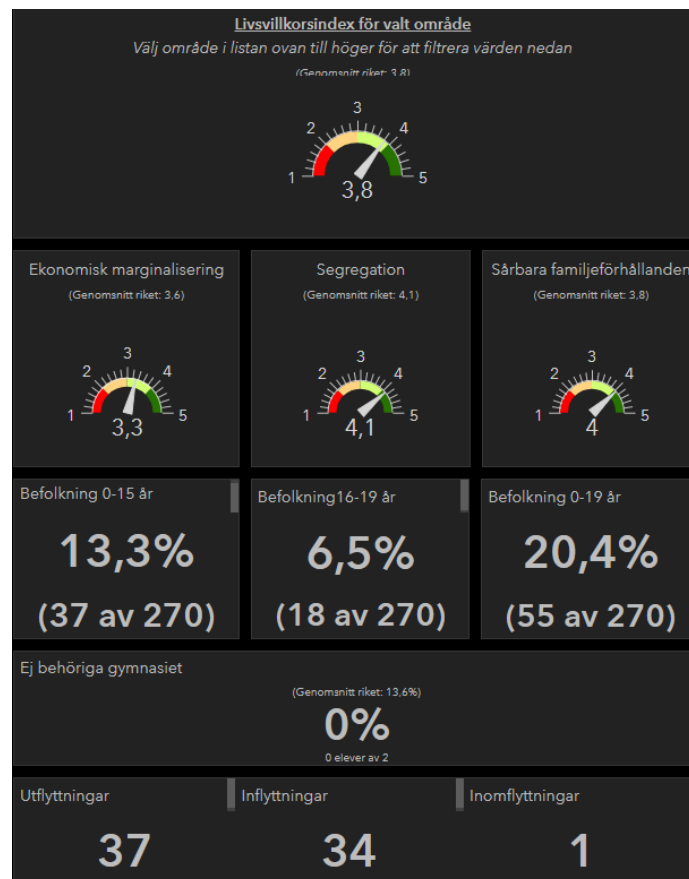 Livsvillkorsindex för valt område
Välj område i listan ovan till höger för att filtrera värden nedan
(Genomsnitt riket: 3,8)
1 2 3 4 5
3,8
Ekonomisk marginalisering
(Genomsnitt riket: 3,6)
1 2 3 4 5
3,3
Segregation
(Genomsnitt riket: 4,1)
1 2 3 4 5
4,1
Sårbara familjeförhållanden
(Genomsnitt riket: 3,8)
1 2 3 4 5
4
Befolkning 0-15 år
13,3%
(37 av 270)
Befolkning16-19 år
6,5%
(18 av 270)
Befolkning 0-19 år
20,4%
(55 av 270)
Ej behöriga gymnasiet
(Genomsnitt riket: 13,6%)
0%
0 elever av 2
Utflyttningar
37
Inflyttningar
34
Inomflyttningar
1